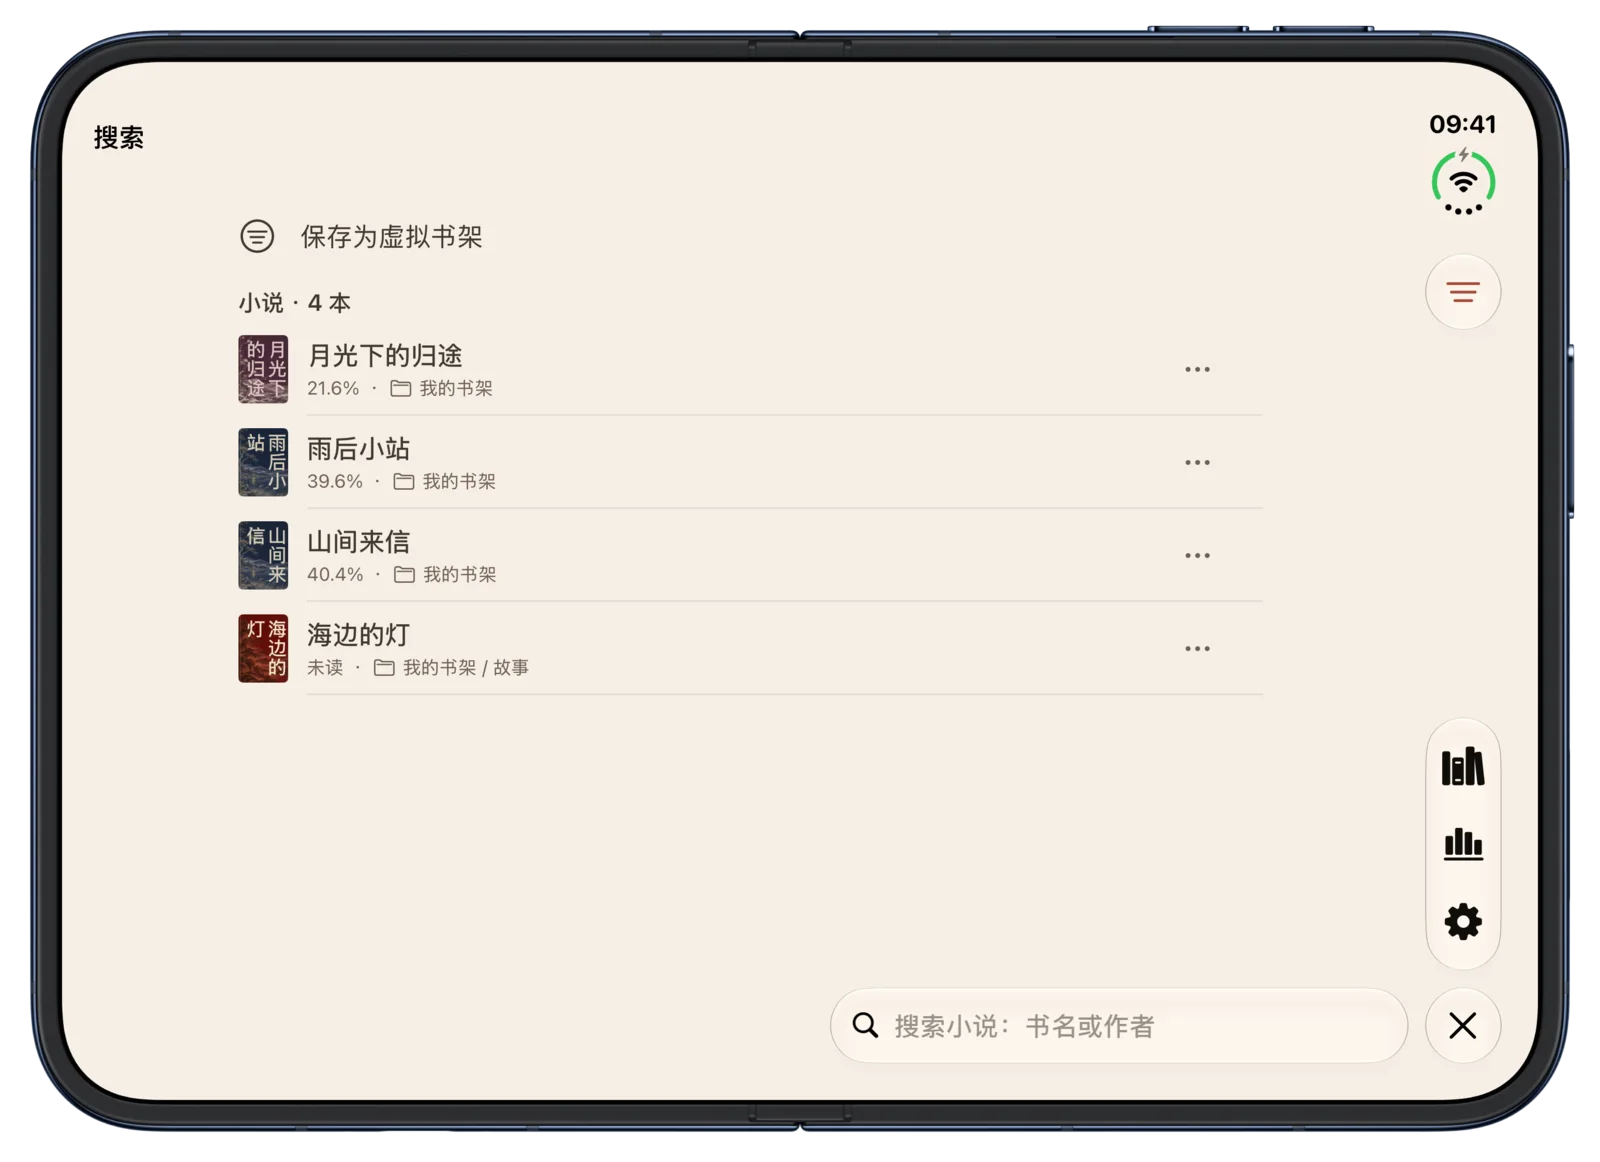 搜索
09:41
保存为虚拟书架
小说 · 4 本
月光下的归途
月光下的归途
21.6% · 我的书架
雨后小站
雨后小站
39.6% · 我的书架
山间来信
山间来信
40.4% · 我的书架
海边的灯
海边的灯
未读 · 我的书架 / 故事
搜索小说：书名或作者